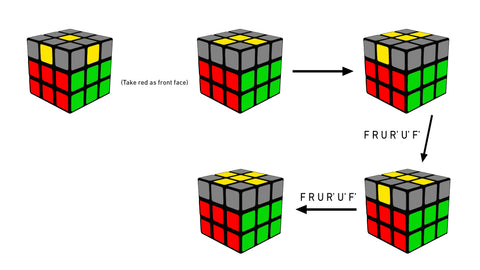 (Take red as front face)
F R U R' U' F'
F R U R' U' F'